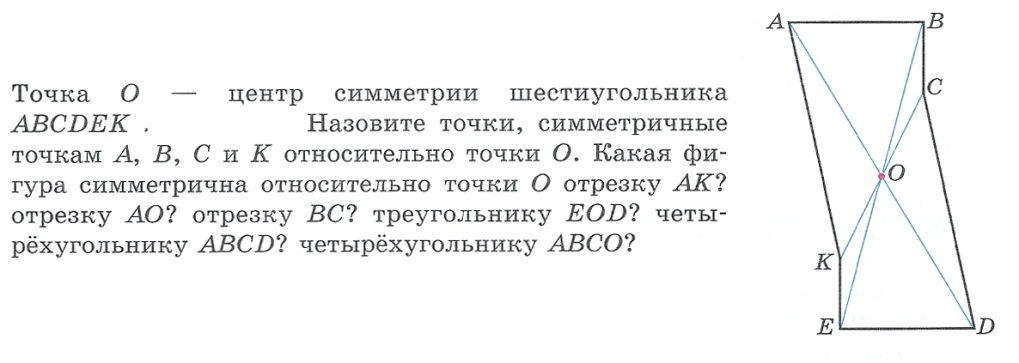 Точка O — центр симметрии шестиугольника
ABCDEK . Назовите точки, симметричные
точкам A, B, C и K относительно точки O. Какая фи-
гура симметрична относительно точки O отрезку AK?
отрезку AO? отрезку BC? треугольнику EOD? четы-
рёхугольнику ABCD? четырёхугольнику ABCO?
A
B
C
O
K
E
D